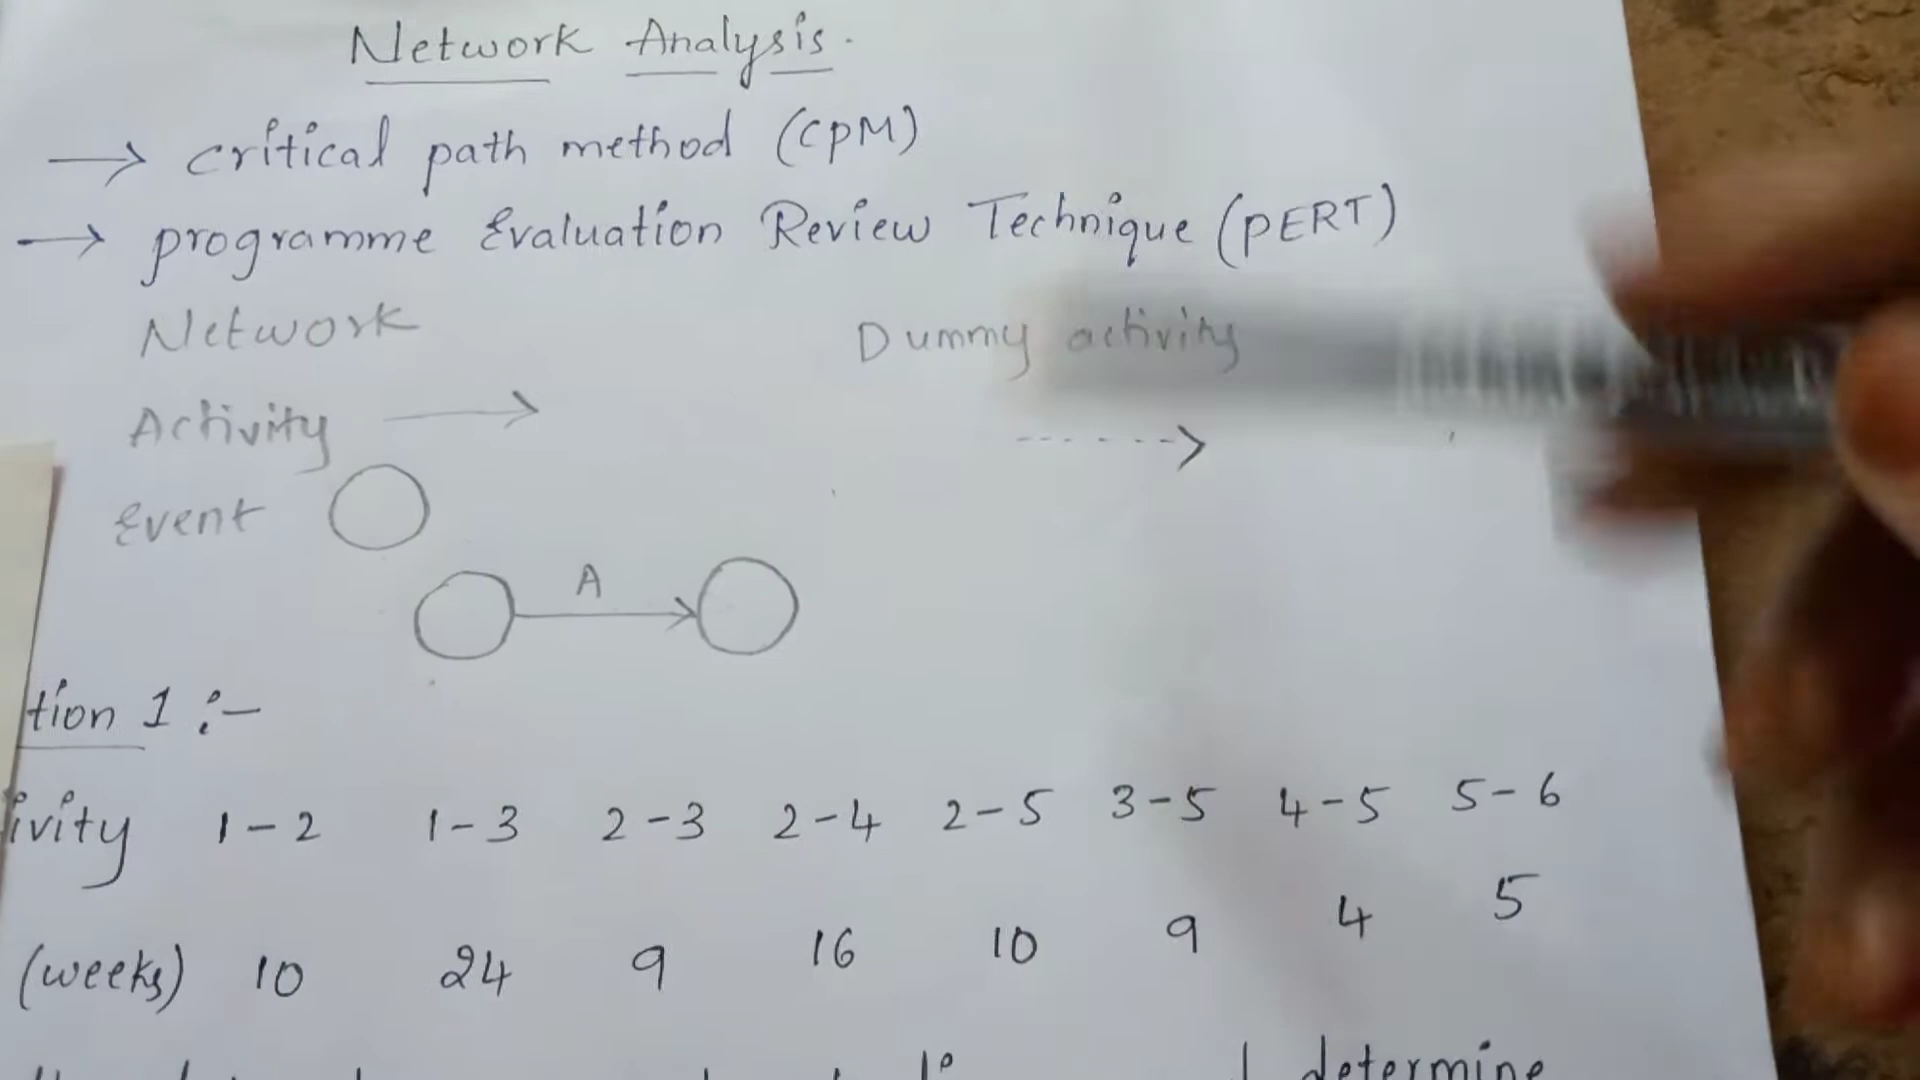 Network Analysis.
→ critical path method (CPM)
→ programme Evaluation Review Technique (PERT)
Network
Dummy activity
Activity
Event
A
tion 1 :-
ivity 1-2 1-3 2-3 2-4 2-5 3-5 4-5 5-6
(weeks) 10 24 9 16 10 9 4 5
determine